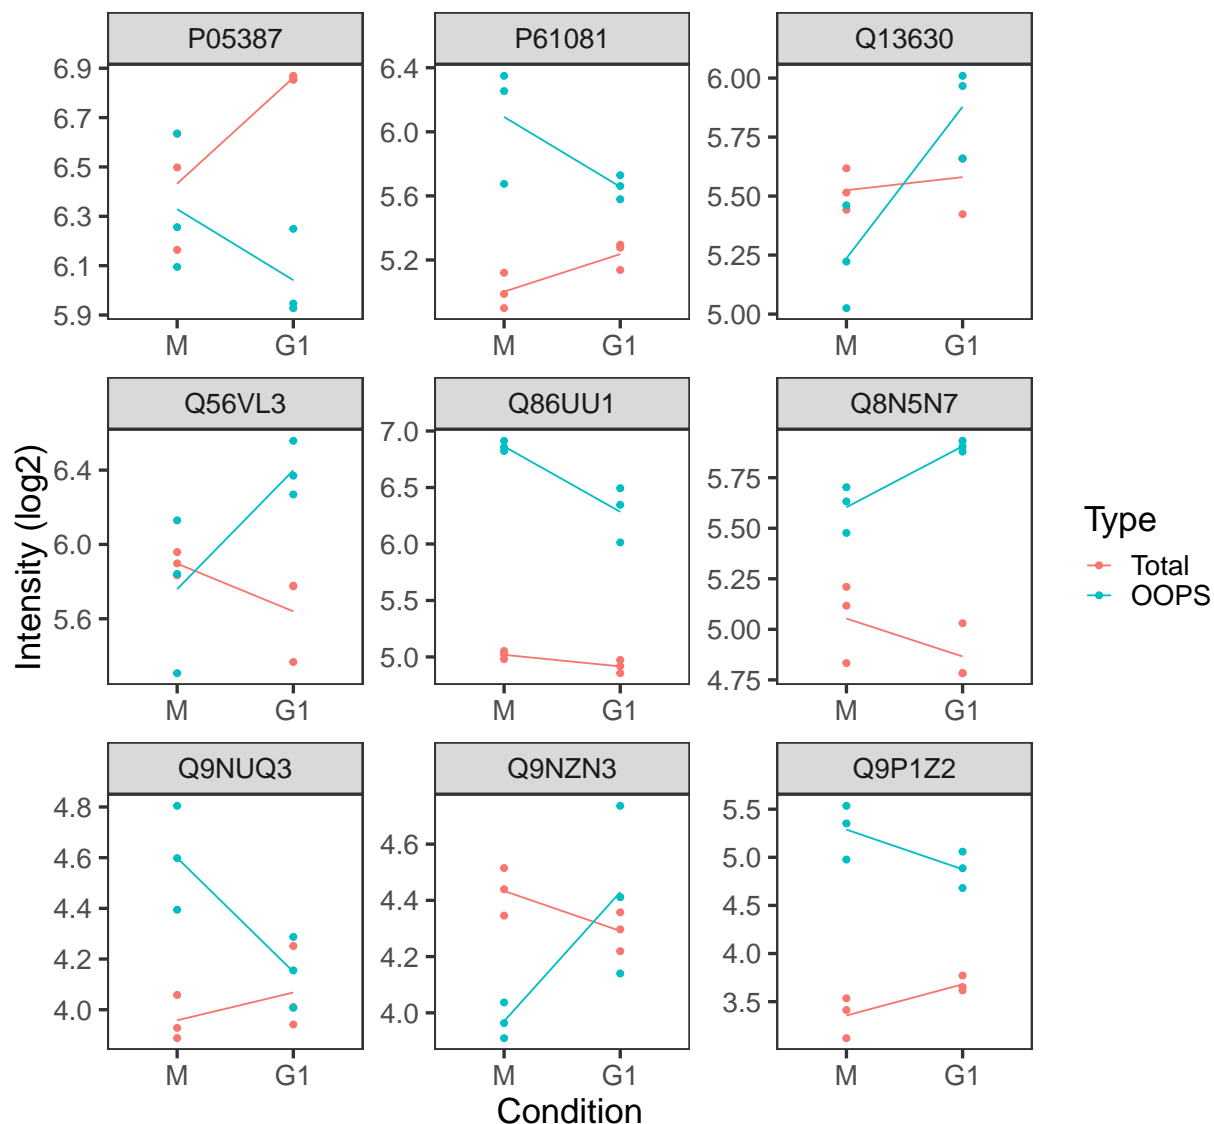 P05387
P61081
Q13630
6.9
6.7
6.5
6.3
6.1
5.9
6.4
6.0
5.6
5.2
6.00
5.75
5.50
5.25
5.00
M G1
M G1
M G1
Q56VL3
Q86UU1
Q8N5N7
6.4
6.0
5.6
7.0
6.5
6.0
5.5
5.0
5.75
5.50
5.25
5.00
4.75
M G1
M G1
M G1
Q9NUQ3
Q9NZN3
Q9P1Z2
4.8
4.6
4.4
4.2
4.0
4.6
4.4
4.2
4.0
5.5
5.0
4.5
4.0
3.5
M G1
M G1
M G1
Intensity (log2)
Condition
Type
Total
OOPS